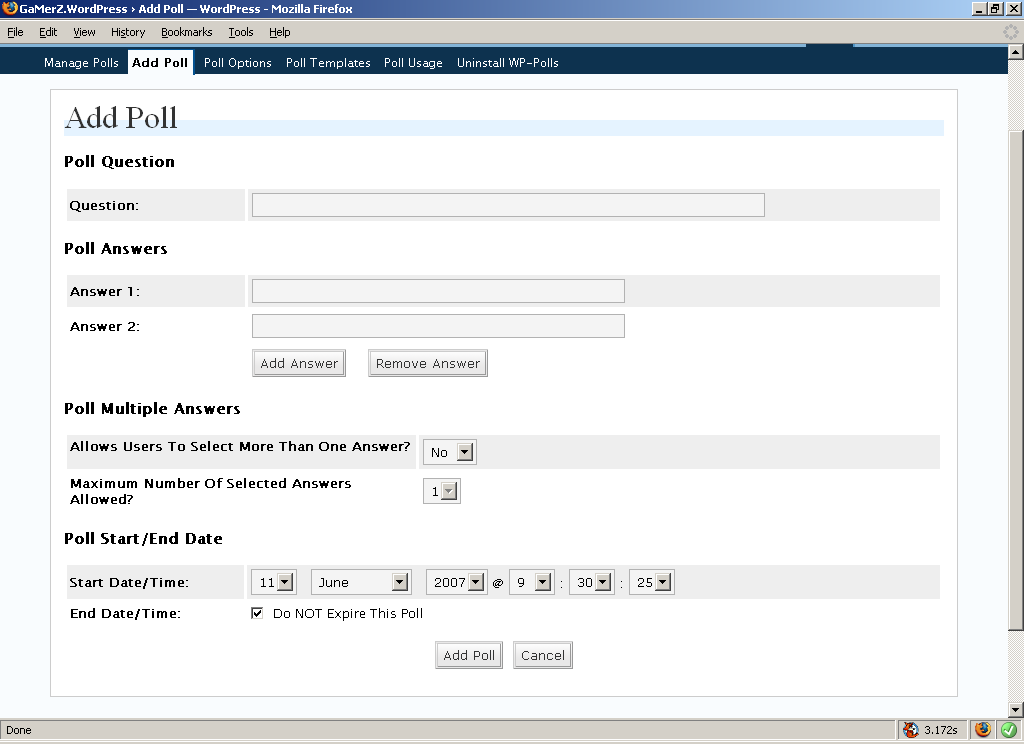 GaMerZ.WordPress › Add Poll — WordPress - Mozilla Firefox
File Edit View History Bookmarks Tools Help
Manage Polls Add Poll Poll Options Poll Templates Poll Usage Uninstall WP-Polls
Add Poll
Poll Question
Question:
Poll Answers
Answer 1:
Answer 2:
Add Answer Remove Answer
Poll Multiple Answers
Allows Users To Select More Than One Answer? No
Maximum Number Of Selected Answers
Allowed? 1
Poll Start/End Date
Start Date/Time: 11 June 2007 @ 9 : 30 : 25
End Date/Time: Do NOT Expire This Poll
Add Poll Cancel
Done 3.172s